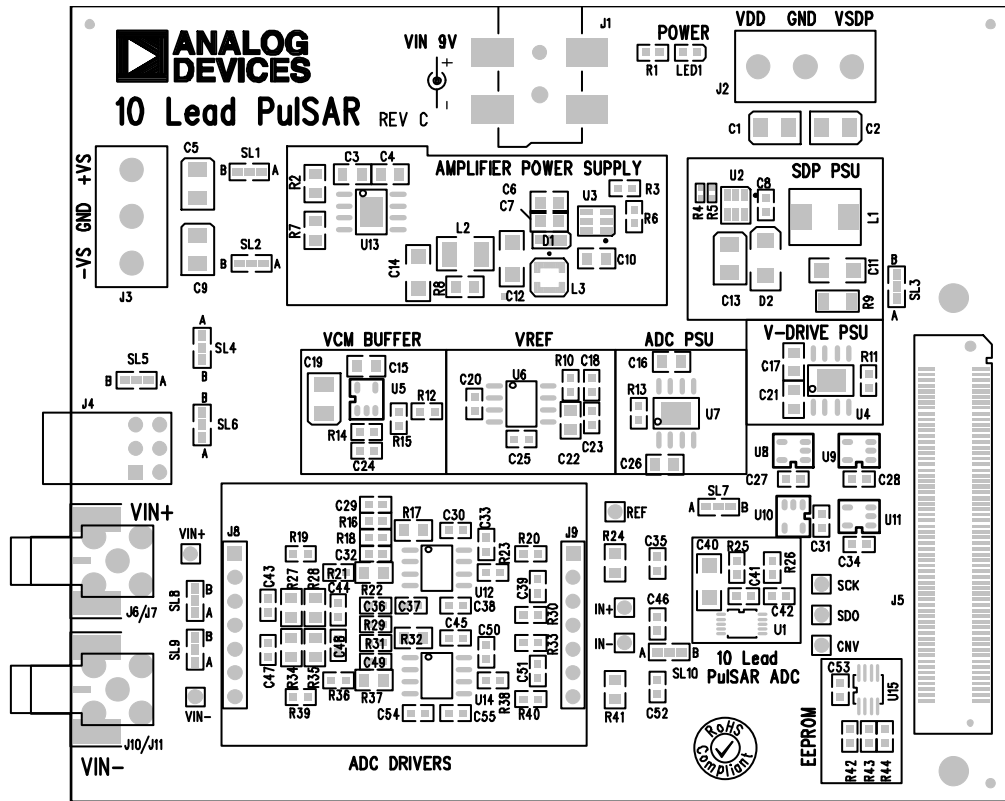 ANALOG
DEVICES
10 Lead PulSAR REV C
VIN 9V
+
-
J1
POWER
R1
LED1
VDD GND VSDP
J2
C1
C2
-VS GND +VS
J3
C5
C9
B SL1 A
B SL2 A
AMPLIFIER POWER SUPPLY
R2
R7
C3
C4
U13
C14
L2
R8
C12
C6
C7
D1
L3
U3
C10
R3
R6
SDP PSU
R4
R5
U2
C8
L1
C13
D2
C11
R9
B
SL3
A
A
SL4
B
B SL5 A
B
SL6
A
J4
VCM BUFFER
C19
C15
U5
R12
R14
R15
C24
VREF
C20
U6
R10
C18
C25
C22
C23
ADC PSU
C16
R13
U7
C26
V-DRIVE PSU
C17
C21
R11
U4
U8
C27
U9
C28
SL7
A B
U10
C31
U11
C34
VIN+
J6/J7
VIN+
SL8
B
A
SL9
B
A
VIN-
J10/J11
VIN-
J8
C29
R16
R18
R17
C30
C33
R19
C32
R21
R23
R20
C43
R27
R28
C44
R22
U12
C39
C36
C37
C38
R30
R29
R31
R32
C45
C50
R33
C47
R34
R35
C48
C49
C51
R36
R37
U14
R38
R39
C54
C55
R40
J9
ADC DRIVERS
REF
R24
C35
IN+
IN-
C46
A B
SL10
R41
C52
C40
R25
C41
R26
C42
U1
10 Lead
PulSAR ADC
SCK
SDO
CNV
J5
RoHS
Compliant
EEPROM
C53
U15
R42
R43
R44